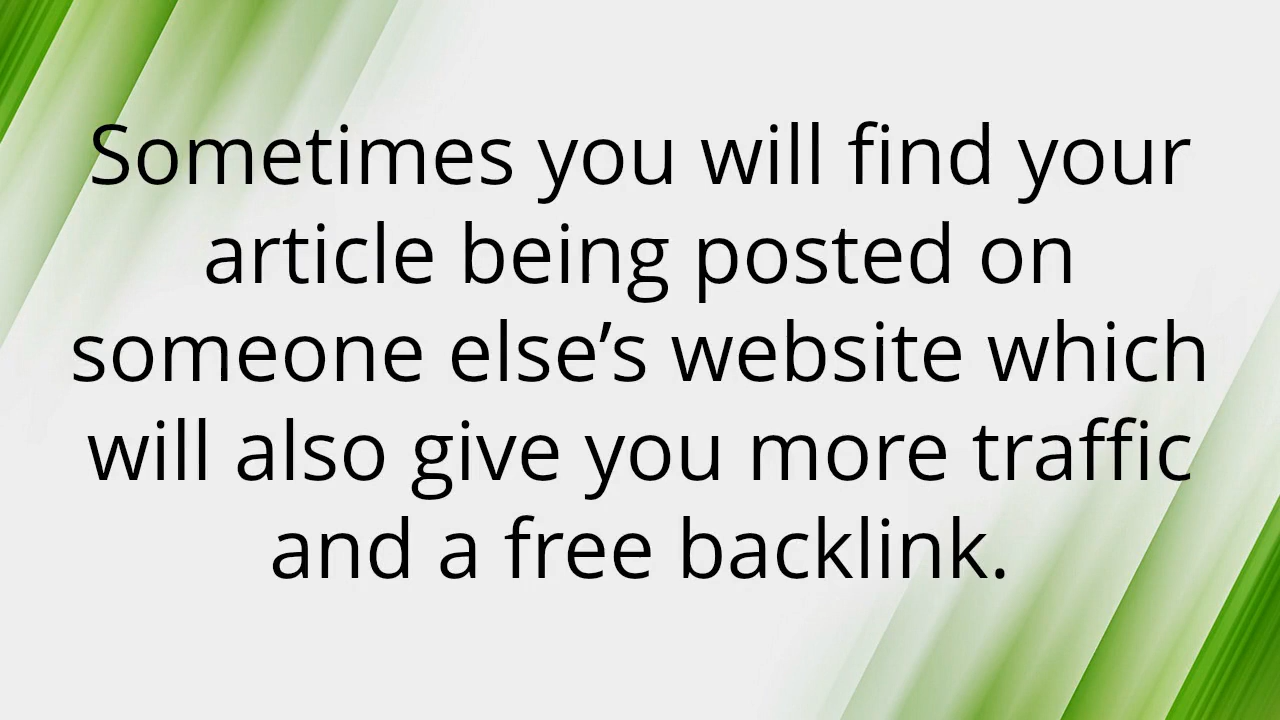 Sometimes you will find your
article being posted on
someone else’s website which
will also give you more traffic
and a free backlink.